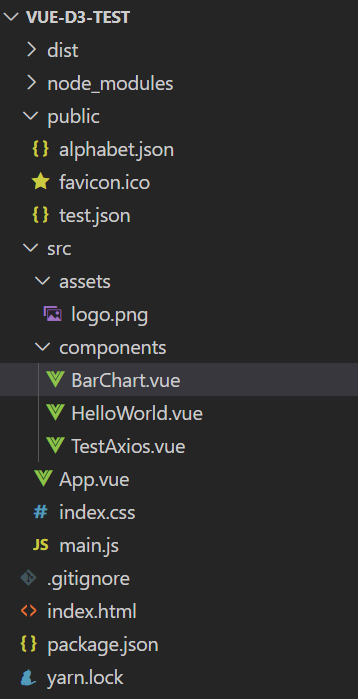 VUE-D3-TEST
dist
node_modules
public
{} alphabet.json
favicon.ico
{} test.json
src
assets
logo.png
components
BarChart.vue
HelloWorld.vue
TestAxios.vue
App.vue
# index.css
JS main.js
.gitignore
<> index.html
{} package.json
yarn.lock